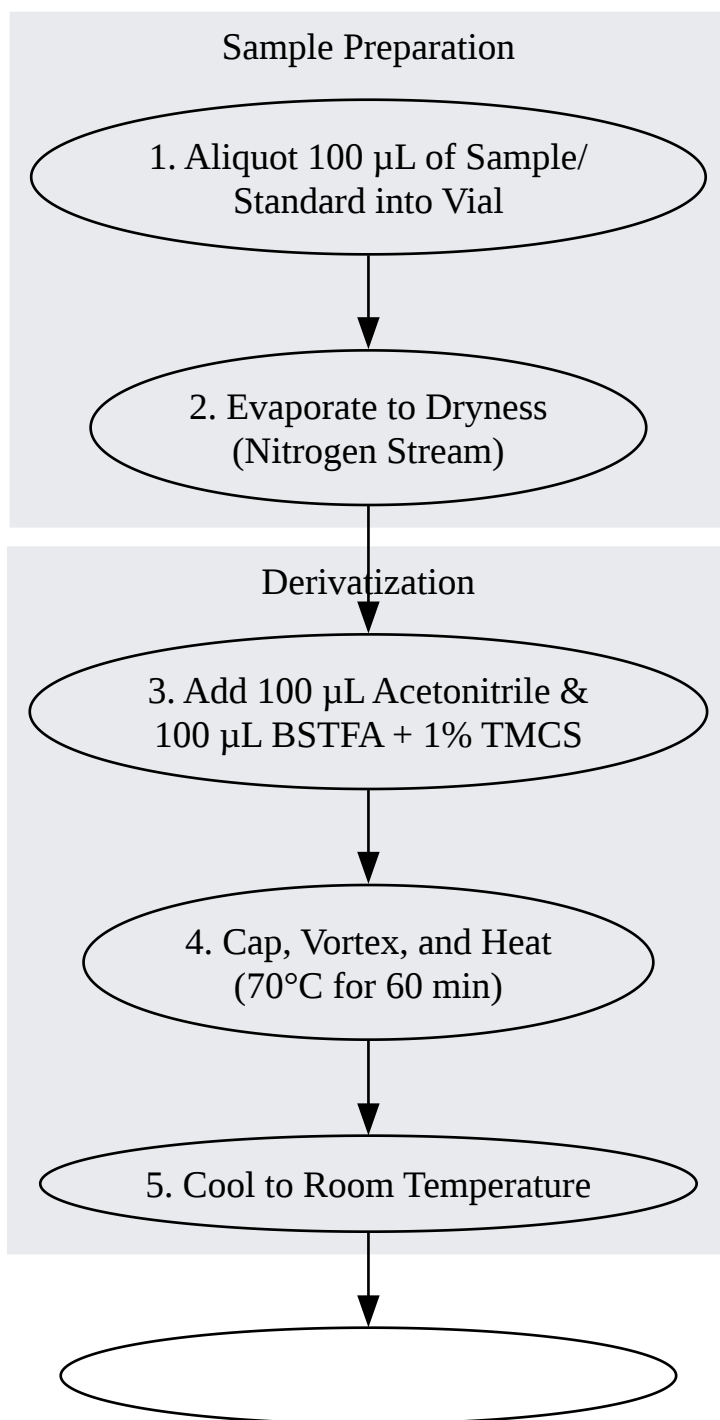 Sample Preparation
1. Aliquot 100 µL of Sample/
Standard into Vial
2. Evaporate to Dryness
(Nitrogen Stream)
Derivatization
3. Add 100 µL Acetonitrile &
100 µL BSTFA + 1% TMCS
4. Cap, Vortex, and Heat
(70°C for 60 min)
5. Cool to Room Temperature